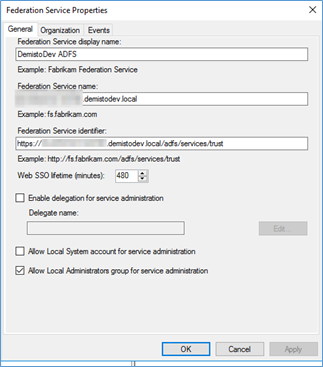 Federation Service Properties
General Organization Events
Federation Service display name:
DemistoDev ADFS
Example: Fabrikam Federation Service
Federation Service name:
.demistodev.local
Example: fs.fabrikam.com
Federation Service identifier:
https:// .demistodev.local/adfs/services/trust
Example: http://fs.fabrikam.com/adfs/services/trust
Web SSO lifetime (minutes): 480
Enable delegation for service administration
Delegate name:
Edit...
Allow Local System account for service administration
Allow Local Administrators group for service administration
OK Cancel Apply